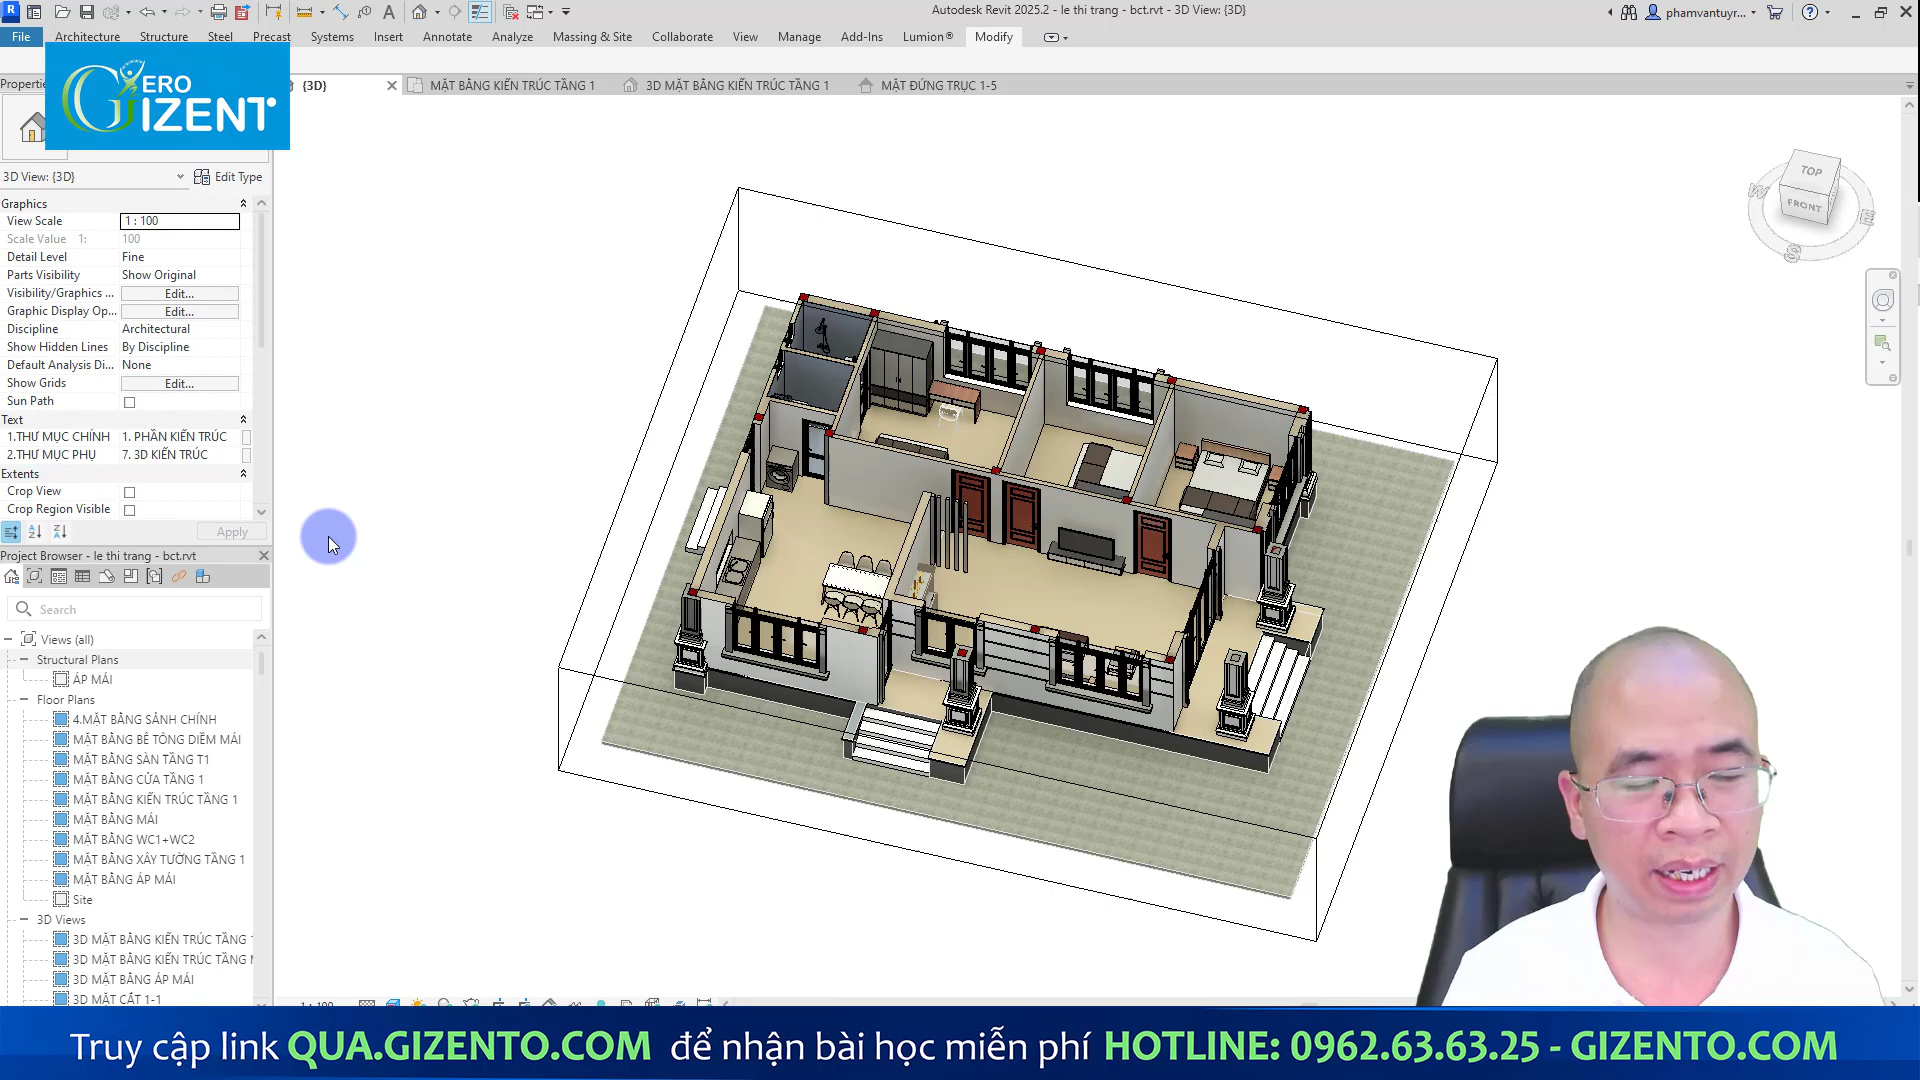 Autodesk Revit 2025.2 - le thi trang - bct.rvt - 3D View: {3D}
phamvantuyr...
File Architecture Structure Steel Precast Systems Insert Annotate Analyze Massing & Site Collaborate View Manage Add-Ins Lumion® Modify
Properties
GIZENT
ERO
{3D}
MẶT BẰNG KIẾN TRÚC TẦNG 1
3D MẶT BẰNG KIẾN TRÚC TẦNG 1
MẶT ĐỨNG TRỤC 1-5
3D View: {3D}
Edit Type
Graphics
View Scale 1 : 100
Scale Value 1: 100
Detail Level Fine
Parts Visibility Show Original
Visibility/Graphics ... Edit...
Graphic Display Op... Edit...
Discipline Architectural
Show Hidden Lines By Discipline
Default Analysis Di... None
Show Grids Edit...
Sun Path
Text
1.THƯ MỤC CHÍNH 1. PHẦN KIẾN TRÚC
2.THƯ MỤC PHỤ 7. 3D KIẾN TRÚC
Extents
Crop View
Crop Region Visible
Apply
Project Browser - le thi trang - bct.rvt
Search
Views (all)
Structural Plans
ÁP MÁI
Floor Plans
4.MẶT BẰNG SẢNH CHÍNH
MẶT BẰNG BÊ TÔNG DIỀM MÁI
MẶT BẰNG SÀN TẦNG T1
MẶT BẰNG CỬA TẦNG 1
MẶT BẰNG KIẾN TRÚC TẦNG 1
MẶT BẰNG MÁI
MẶT BẰNG WC1+WC2
MẶT BẰNG XÂY TƯỜNG TẦNG 1
MẶT BẰNG ÁP MÁI
Site
3D Views
3D MẶT BẰNG KIẾN TRÚC TẦNG 1
3D MẶT BẰNG KIẾN TRÚC TẦNG
3D MẶT BẰNG ÁP MÁI
3D MẶT CẮT 1-1
TOP
FRONT
W
E
S
1 : 100
Truy cập link QUA.GIZENTO.COM để nhận bài học miễn phí HOTLINE: 0962.63.63.25 - GIZENTO.COM